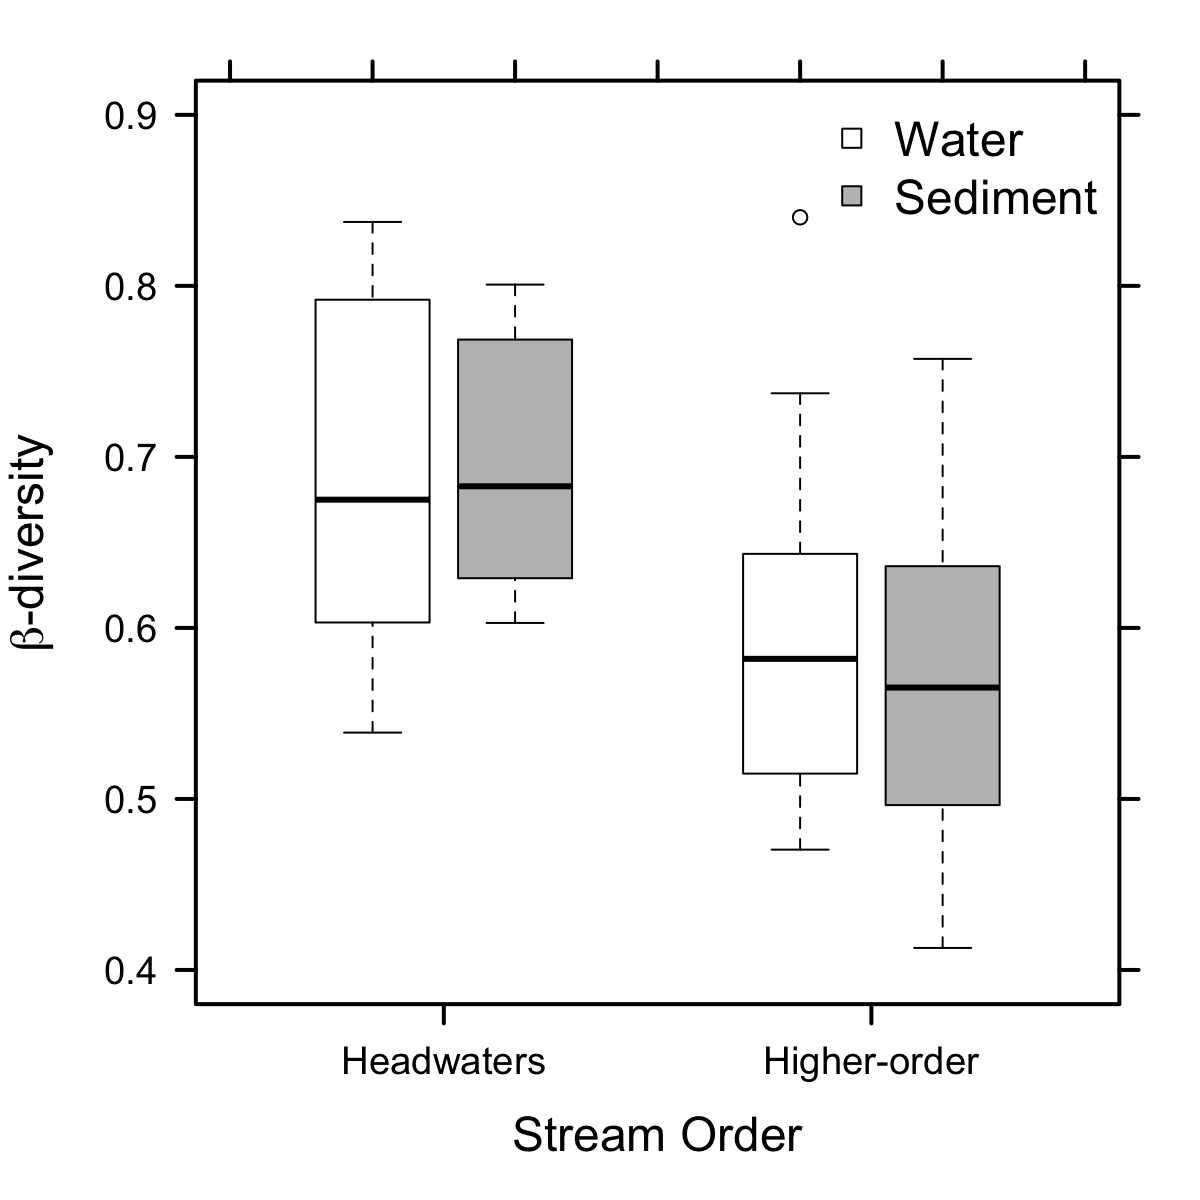 0.9
0.8
0.7
0.6
0.5
0.4
β-diversity
Water
Sediment
Headwaters
Higher-order
Stream Order